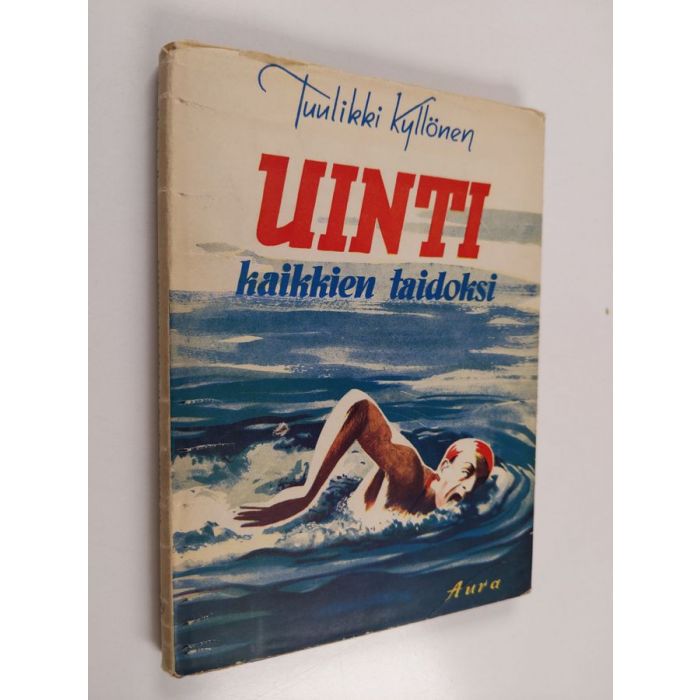 Tuulikki Kyllönen
UINTI
kaikkien taidoksi
Aura